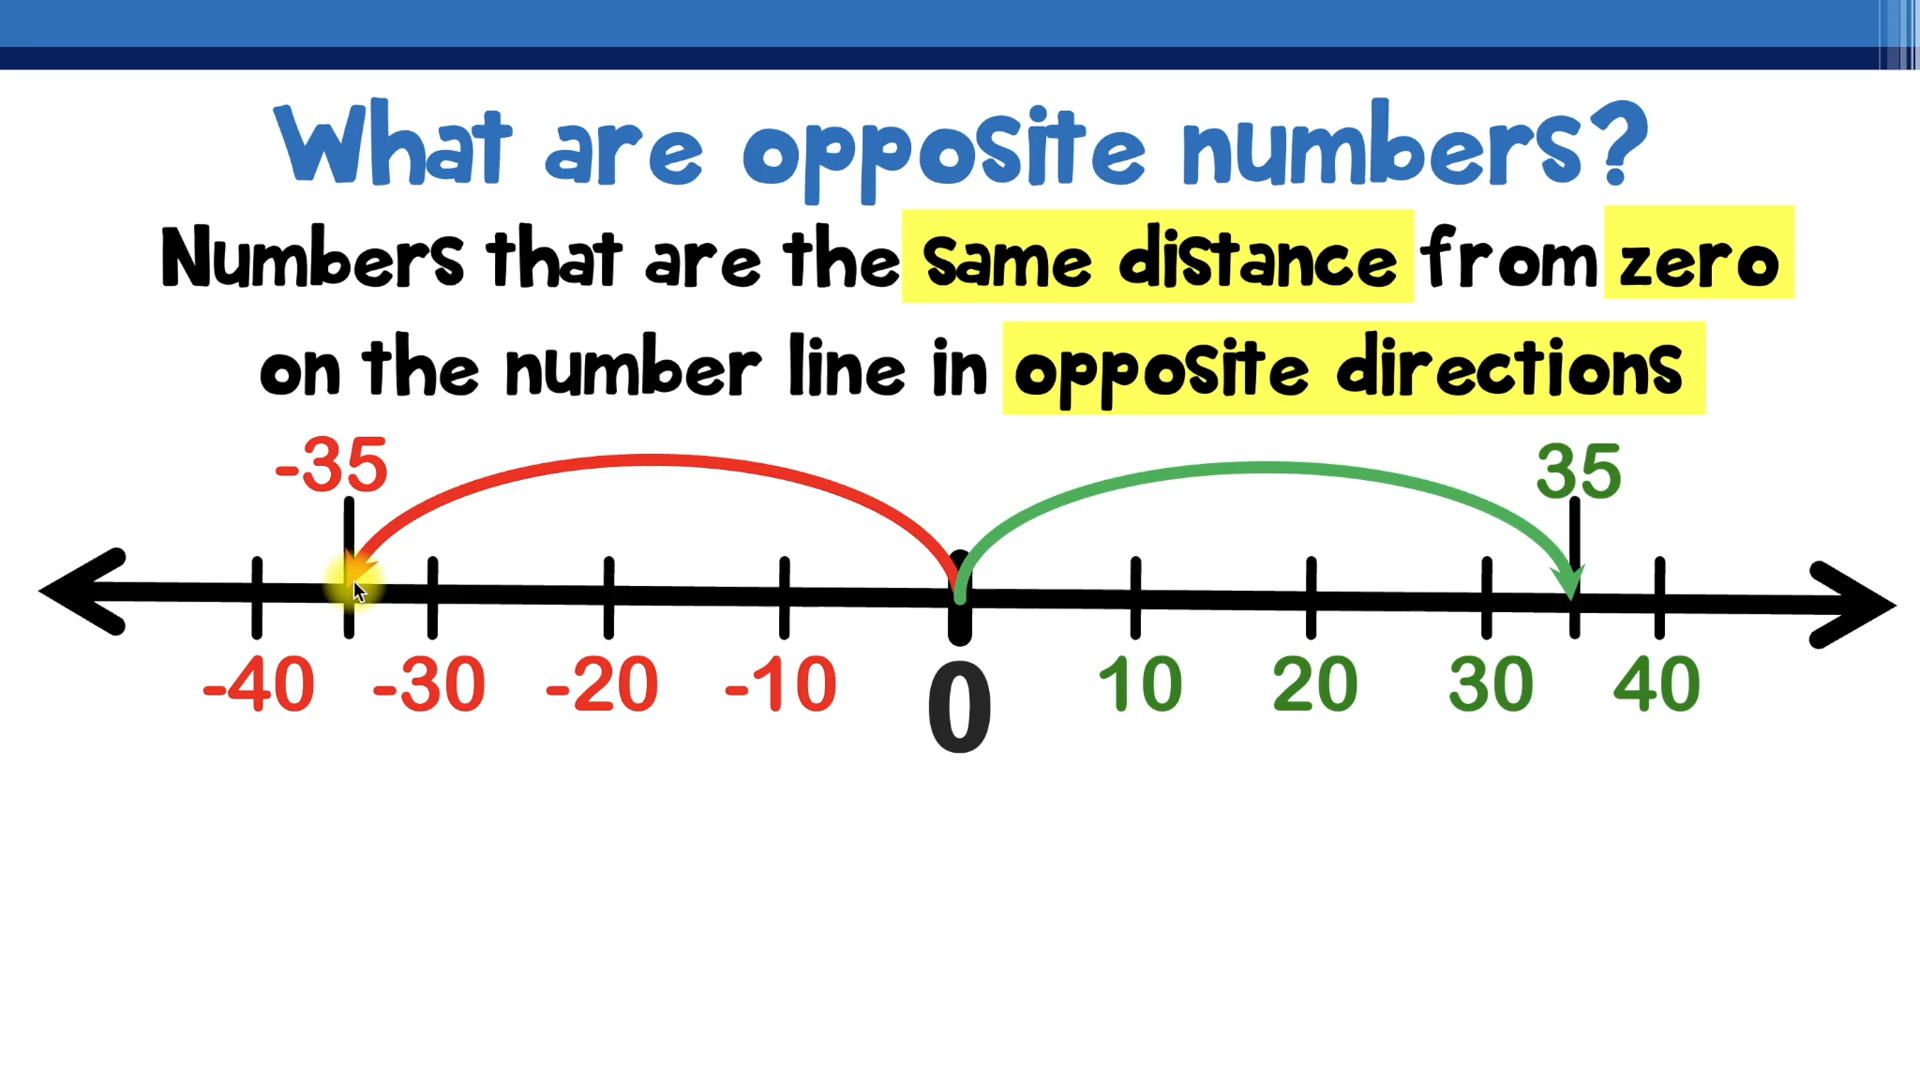 What are opposite numbers?
Numbers that are the same distance from zero
on the number line in opposite directions
-35 35
-40 -30 -20 -10 0 10 20 30 40